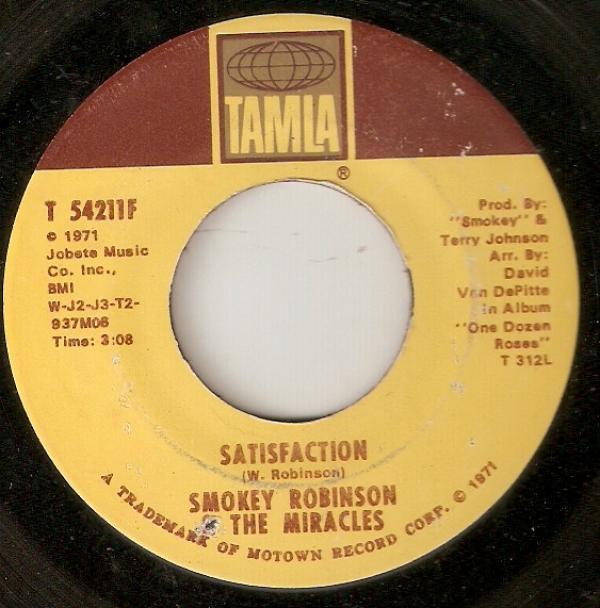 TAMLA
®
T 54211F
© 1971
Jobete Music
Co. Inc.,
BMI
W-J2-J3-T2-
937M06
Time: 3:08
Prod. By:
"Smokey" &
Terry Johnson
Arr. By:
David
Van DePitte
in Album
"One Dozen
Roses"
T 312L
SATISFACTION
(W. Robinson)
SMOKEY ROBINSON
& THE MIRACLES
A TRADEMARK OF MOTOWN RECORD CORP. © 1971